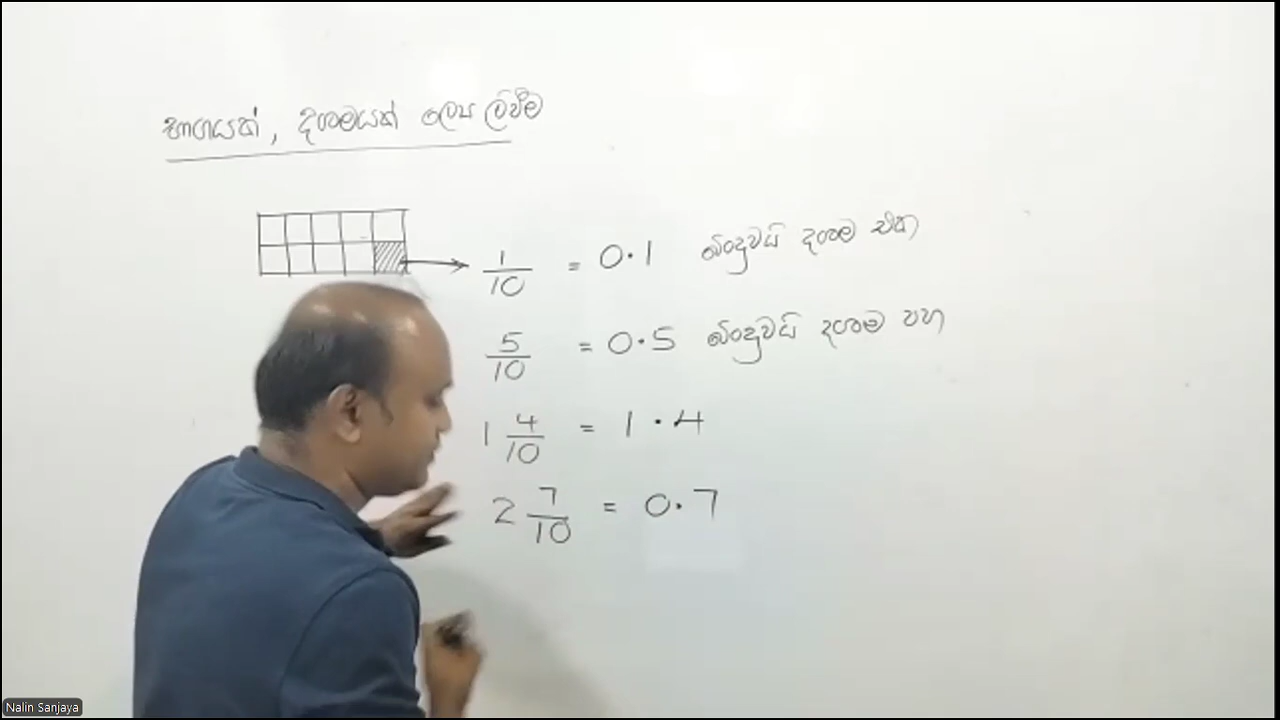 භාගයක්, දශමයක් ලෙස ලිවීම
1/10 = 0.1 බිංදුවයි දශම එක
5/10 = 0.5 බිංදුවයි දශම පහ
1 4/10 = 1.4
2 7/10 = 0.7
Nalin Sanjaya